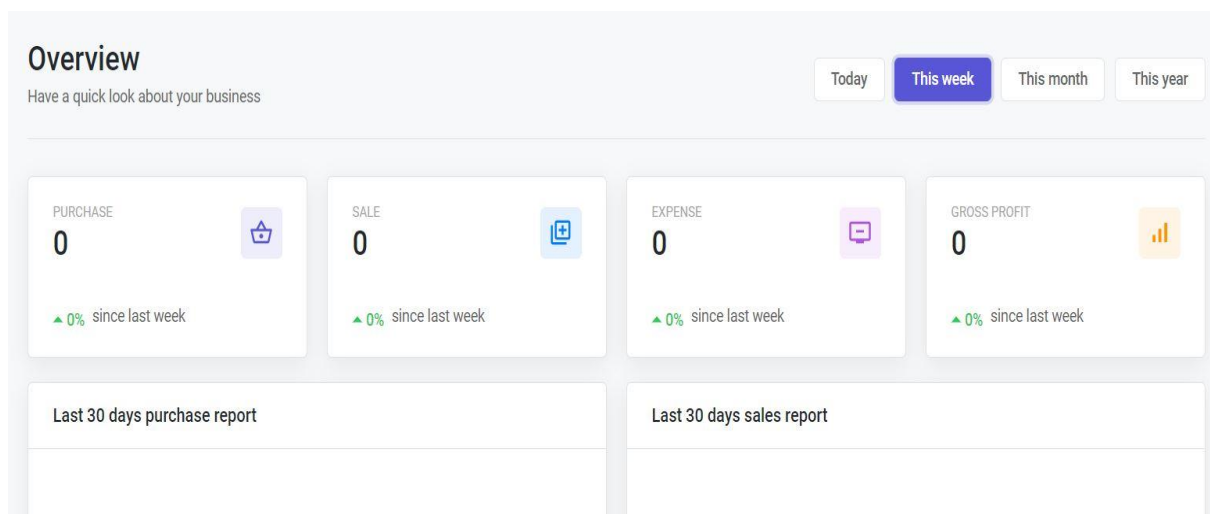 Overview
Have a quick look about your business
Today
This week
This month
This year
PURCHASE
0
0% since last week
SALE
0
0% since last week
EXPENSE
0
0% since last week
GROSS PROFIT
0
0% since last week
Last 30 days purchase report
Last 30 days sales report